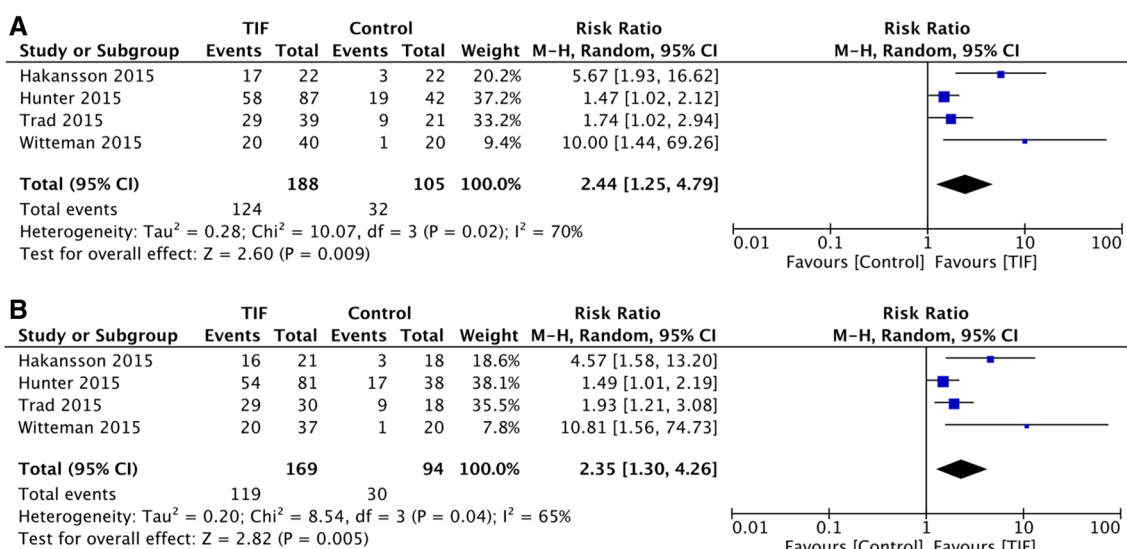 A
TIF Control Risk Ratio Risk Ratio
Study or Subgroup Events Total Events Total Weight M-H, Random, 95% CI M-H, Random, 95% CI
Hakansson 2015 17 22 3 22 20.2% 5.67 [1.93, 16.62]
Hunter 2015 58 87 19 42 37.2% 1.47 [1.02, 2.12]
Trad 2015 29 39 9 21 33.2% 1.74 [1.02, 2.94]
Witteman 2015 20 40 1 20 9.4% 10.00 [1.44, 69.26]
Total (95% CI) 188 105 100.0% 2.44 [1.25, 4.79]
Total events 124 32
Heterogeneity: Tau² = 0.28; Chi² = 10.07, df = 3 (P = 0.02); I² = 70%
Test for overall effect: Z = 2.60 (P = 0.009)
0.01 0.1 1 10 100
Favours [Control] Favours [TIF]
B
TIF Control Risk Ratio Risk Ratio
Study or Subgroup Events Total Events Total Weight M-H, Random, 95% CI M-H, Random, 95% CI
Hakansson 2015 16 21 3 18 18.6% 4.57 [1.58, 13.20]
Hunter 2015 54 81 17 38 38.1% 1.49 [1.01, 2.19]
Trad 2015 29 30 9 18 35.5% 1.93 [1.21, 3.08]
Witteman 2015 20 37 1 20 7.8% 10.81 [1.56, 74.73]
Total (95% CI) 169 94 100.0% 2.35 [1.30, 4.26]
Total events 119 30
Heterogeneity: Tau² = 0.20; Chi² = 8.54, df = 3 (P = 0.04); I² = 65%
Test for overall effect: Z = 2.82 (P = 0.005)
0.01 0.1 1 10 100
Favours [Control] Favours [TIF]